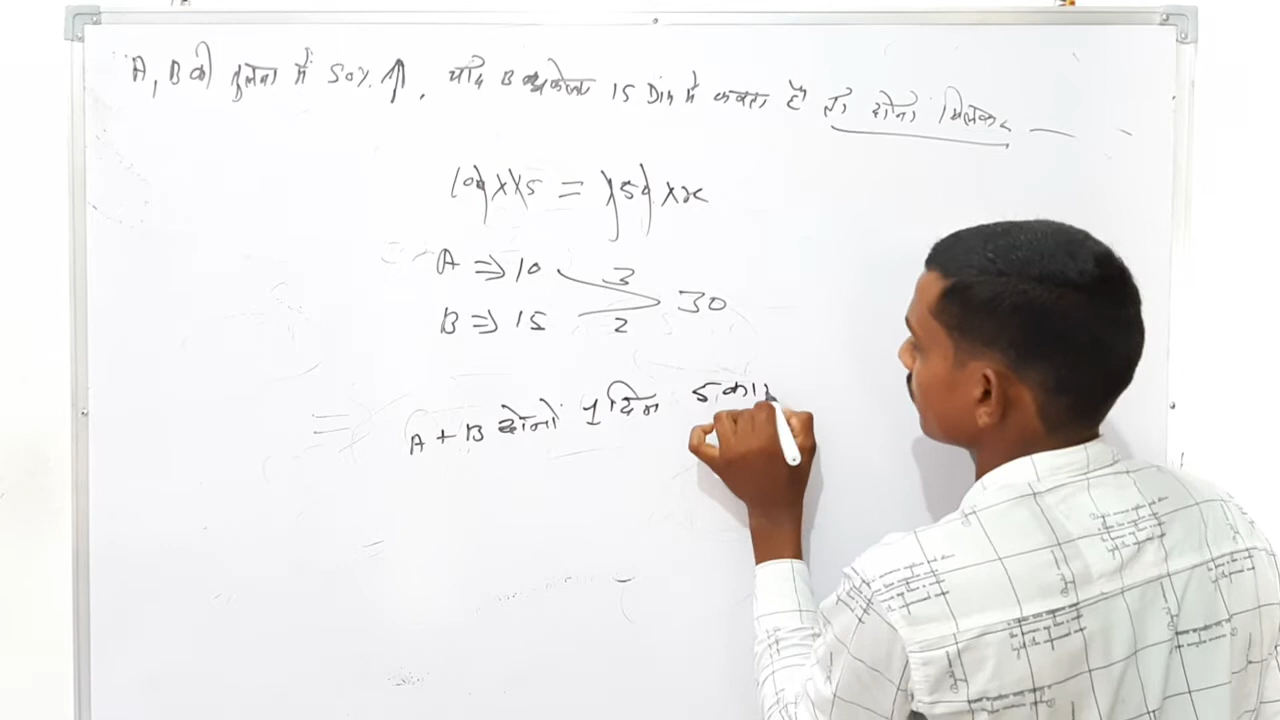 A, B की तुलना में 50% ↑, यदि B अकेला 15 Din में करता है तो दोनों मिलकर
100 × 15 = 150 × x
A ⇒ 10 3
30
B ⇒ 15 2
A + B दोनों 1 दिन 5 का